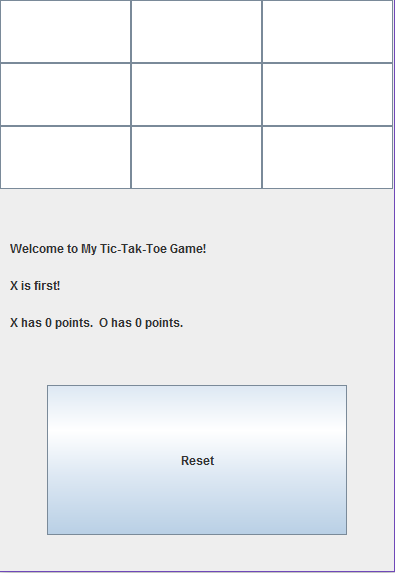 Welcome to My Tic-Tak-Toe Game!
X is first!
X has 0 points.  O has 0 points.
Reset